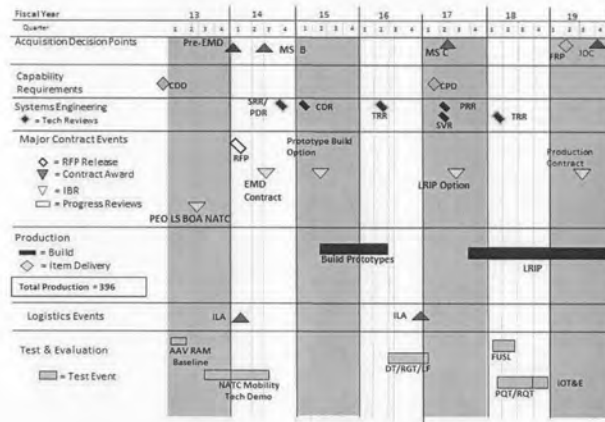 Fiscal Year 13 14 15 16 17 18 19
Quarter 1 2 3 4 1 2 3 4 1 2 3 4 1 2 3 4 1 2 3 4 1 2 3 4 1 2 3 4
Acquisition Decision Points Pre-EMD MS B MS C FRP IOC
Capability
Requirements
CDD CPD
Systems Engineering
= Tech Reviews
SRR/
PDR
CDR TRR PRR
SVR
TRR
Major Contract Events
= RFP Release
= Contract Award
= IBR
= Progress Reviews
PEO LS BOA NATC
RFP
EMD
Contract
Prototype Build
Option
LRIP Option
Production
Contract
Production
= Build
= Item Delivery
Total Production = 396
Build Prototypes
LRIP
Logistics Events ILA ILA
Test & Evaluation
= Test Event
AAV RAM
Baseline
NATC Mobility
Tech Demo
DT/RGT/LF
FUSL
PQT/RQT
IOT&E